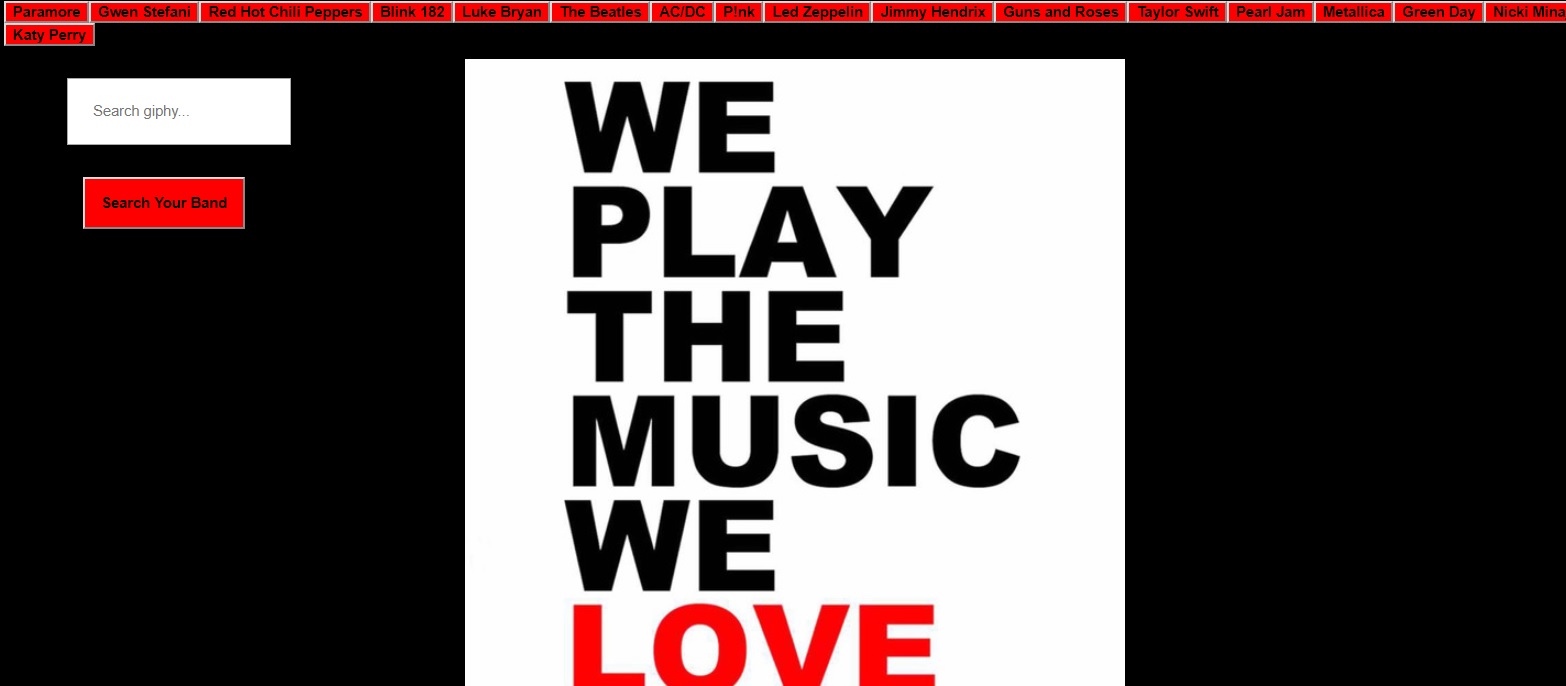 Paramore Gwen Stefani Red Hot Chili Peppers Blink 182 Luke Bryan The Beatles AC/DC P!nk Led Zeppelin Jimmy Hendrix Guns and Roses Taylor Swift Pearl Jam Metallica Green Day Nicki Mina
Katy Perry
Search giphy...
Search Your Band
WE
PLAY
THE
MUSIC
WE
LOVE